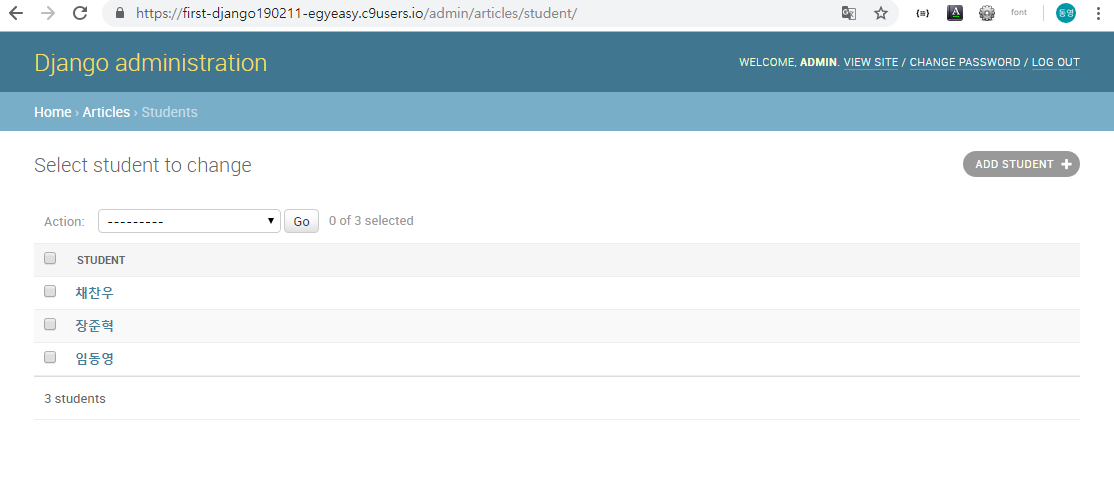 https://first-django190211-egyeasy.c9users.io/admin/articles/student/ font 동영
Django administration
WELCOME, ADMIN. VIEW SITE / CHANGE PASSWORD / LOG OUT
Home › Articles › Students
Select student to change
ADD STUDENT +
Action: --------- Go 0 of 3 selected
STUDENT
채찬우
장준혁
임동영
3 students